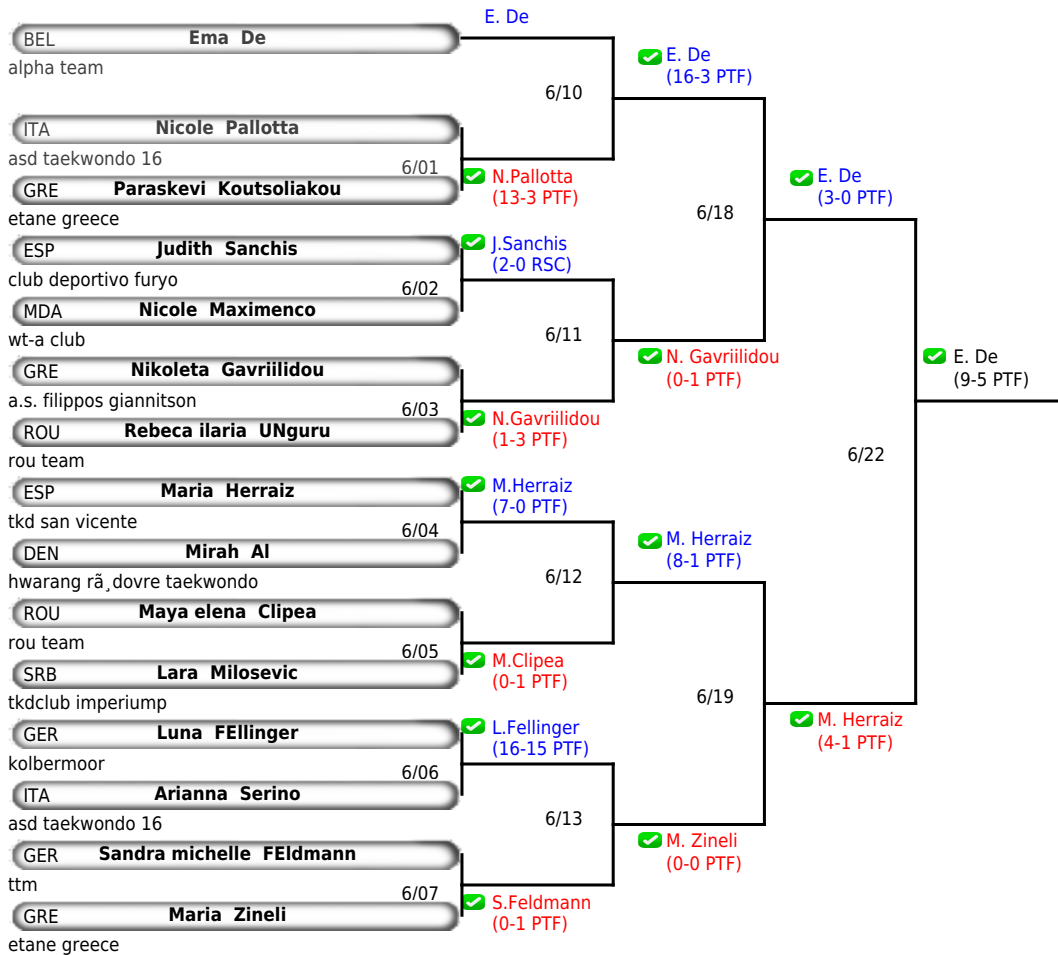 E. De
BEL Ema De
alpha team
E. De
(16-3 PTF)
6/10
ITA Nicole Pallotta
asd taekwondo 16
6/01
GRE Paraskevi Koutsoliakou
etane greece
N.Pallotta
(13-3 PTF)
E. De
(3-0 PTF)
6/18
ESP Judith Sanchis
club deportivo furyo
J.Sanchis
(2-0 RSC)
6/02
MDA Nicole Maximenco
wt-a club
6/11
N. Gavriilidou
(0-1 PTF)
GRE Nikoleta Gavriilidou
a.s. filippos giannitson
6/03
ROU Rebeca ilaria UNguru
rou team
N.Gavriilidou
(1-3 PTF)
E. De
(9-5 PTF)
6/22
ESP Maria Herraiz
tkd san vicente
M.Herraiz
(7-0 PTF)
6/04
DEN Mirah Al
hwarang rã¸dovre taekwondo
M. Herraiz
(8-1 PTF)
6/12
ROU Maya elena Clipea
rou team
6/05
SRB Lara Milosevic
tkdclub imperiump
M.Clipea
(0-1 PTF)
6/19
M. Herraiz
(4-1 PTF)
GER Luna FEllinger
kolbermoor
L.Fellinger
(16-15 PTF)
6/06
ITA Arianna Serino
asd taekwondo 16
6/13
M. Zineli
(0-0 PTF)
GER Sandra michelle FEldmann
ttm
6/07
GRE Maria Zineli
etane greece
S.Feldmann
(0-1 PTF)